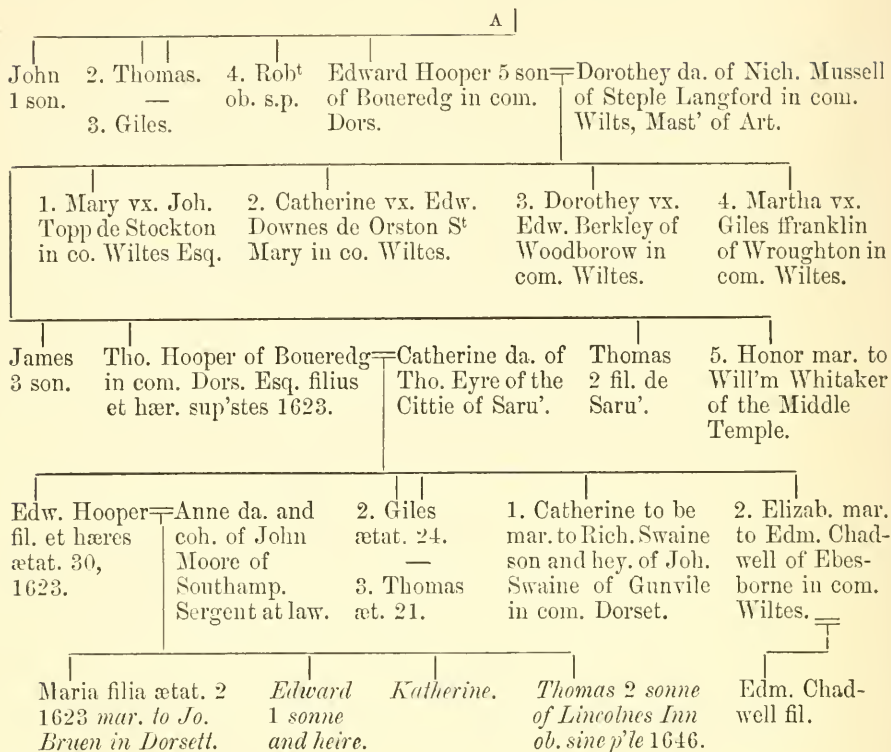 A
John
1 son.
2. Thomas.
—
3. Giles.
4. Robᵗ
ob. s.p.
Edward Hooper 5 son
of Boueredg in com.
Dors.
Dorothey da. of Nich. Mussell
of Steple Langford in com.
Wilts, Mast' of Art.
1. Mary vx. Joh.
Topp de Stockton
in co. Wiltes Esq.
2. Catherine vx. Edw.
Downes de Orston Sᵗ
Mary in co. Wiltes.
3. Dorothey vx.
Edw. Berkley of
Woodborow in
com. Wiltes.
4. Martha vx.
Giles ffranklin
of Wroughton in
com. Wiltes.
James
3 son.
Tho. Hooper of Boueredg
in com. Dors. Esq. filius
et hær. sup'stes 1623.
Catherine da. of
Tho. Eyre of the
Cittie of Saru'.
Thomas
2 fil. de
Saru'.
5. Honor mar. to
Will'm Whitaker
of the Middle
Temple.
Edw. Hooper
fil. et hæres
ætat. 30,
1623.
Anne da. and
coh. of John
Moore of
Southamp.
Sergent at law.
2. Giles
ætat. 24.
—
3. Thomas
æt. 21.
1. Catherine to be
mar. to Rich. Swaine
son and hey. of Joh.
Swaine of Gunvile
in com. Dorset.
2. Elizab. mar.
to Edm. Chad-
well of Ebes-
borne in com.
Wiltes.
Maria filia ætat. 2
1623 mar. to Jo.
Bruen in Dorsett.
Edward
1 sonne
and heire.
Katherine.
Thomas 2 sonne
of Lincolnes Inn
ob. sine p'le 1646.
Edm. Chad-
well fil.